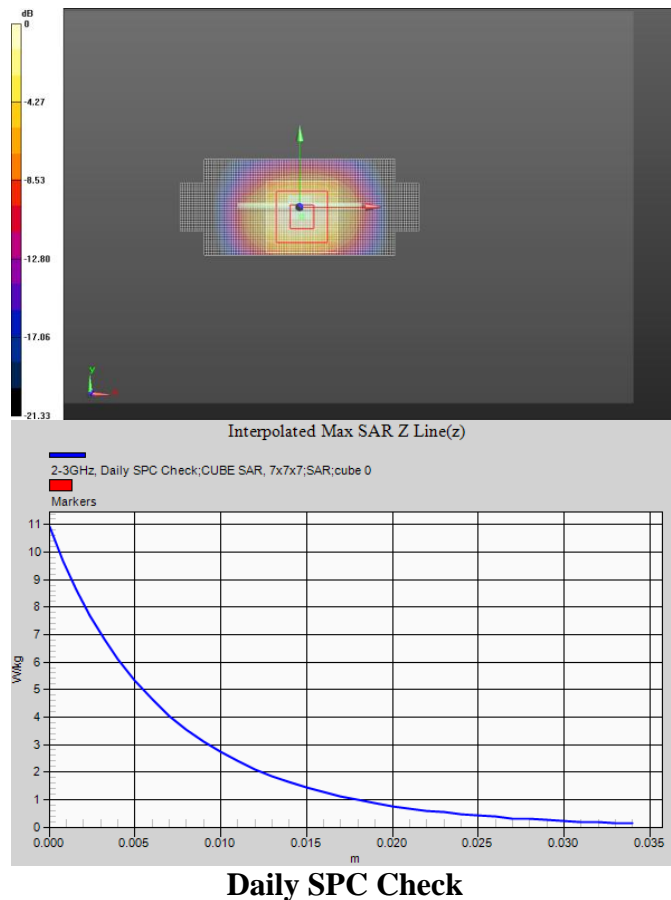 dB
0
-4.27
-8.53
-12.80
-17.06
-21.33
Y
Interpolated Max SAR Z Line(z)
2-3GHz, Daily SPC Check;CUBE SAR, 7x7x7;SAR;cube 0
Markers
11
10
9
8
7
6
5
4
3
2
1
0
W/kg
0.000 0.005 0.010 0.015 0.020 0.025 0.030 0.035
m
Daily SPC Check